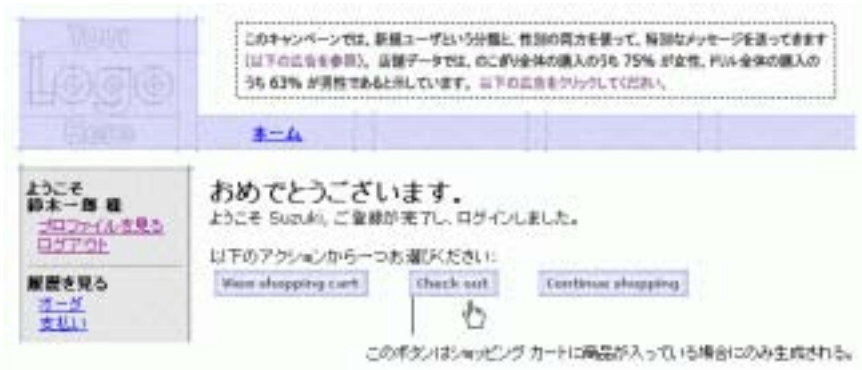 Your
Logo
Here
このキャンペーンでは、新規ユーザという分類と、性別の両方を使って、特別なメッセージを送ってきます
(以下の広告を参照)。店舗データでは、のこぎり全体の購入のうち 75% が女性、ドリル全体の購入の
うち 63% が男性であると示しています。以下の広告をクリックしてください。
ホーム
ようこそ
鈴木一郎 様
プロファイルを見る
ログアウト
履歴を見る
オーダ
支払い
おめでとうございます。
ようこそ Suzuki, ご登録が完了し、ログインしました。
以下のアクションから一つお選びください:
View shopping cart
Check out
Continue shopping
このボタンはショッピング カートに商品が入っている場合にのみ生成される。